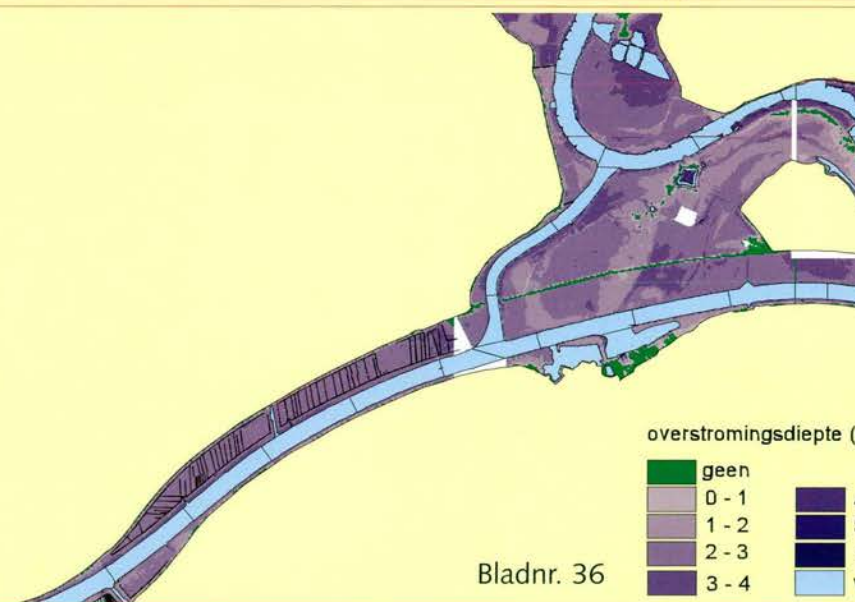 overstromingsdiepte (
geen
0 - 1
1 - 2
2 - 3
3 - 4
Bladnr. 36